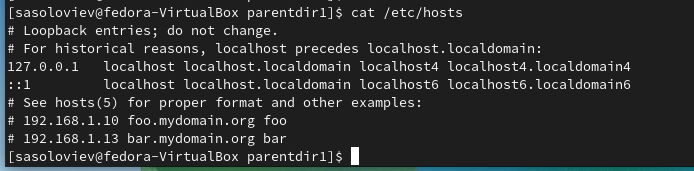 [sasoloviev@fedora-VirtualBox parentdir1]$ cat /etc/hosts
# Loopback entries; do not change.
# For historical reasons, localhost precedes localhost.localdomain:
127.0.0.1   localhost localhost.localdomain localhost4 localhost4.localdomain4
::1         localhost localhost.localdomain localhost6 localhost6.localdomain6
# See hosts(5) for proper format and other examples:
# 192.168.1.10 foo.mydomain.org foo
# 192.168.1.13 bar.mydomain.org bar
[sasoloviev@fedora-VirtualBox parentdir1]$